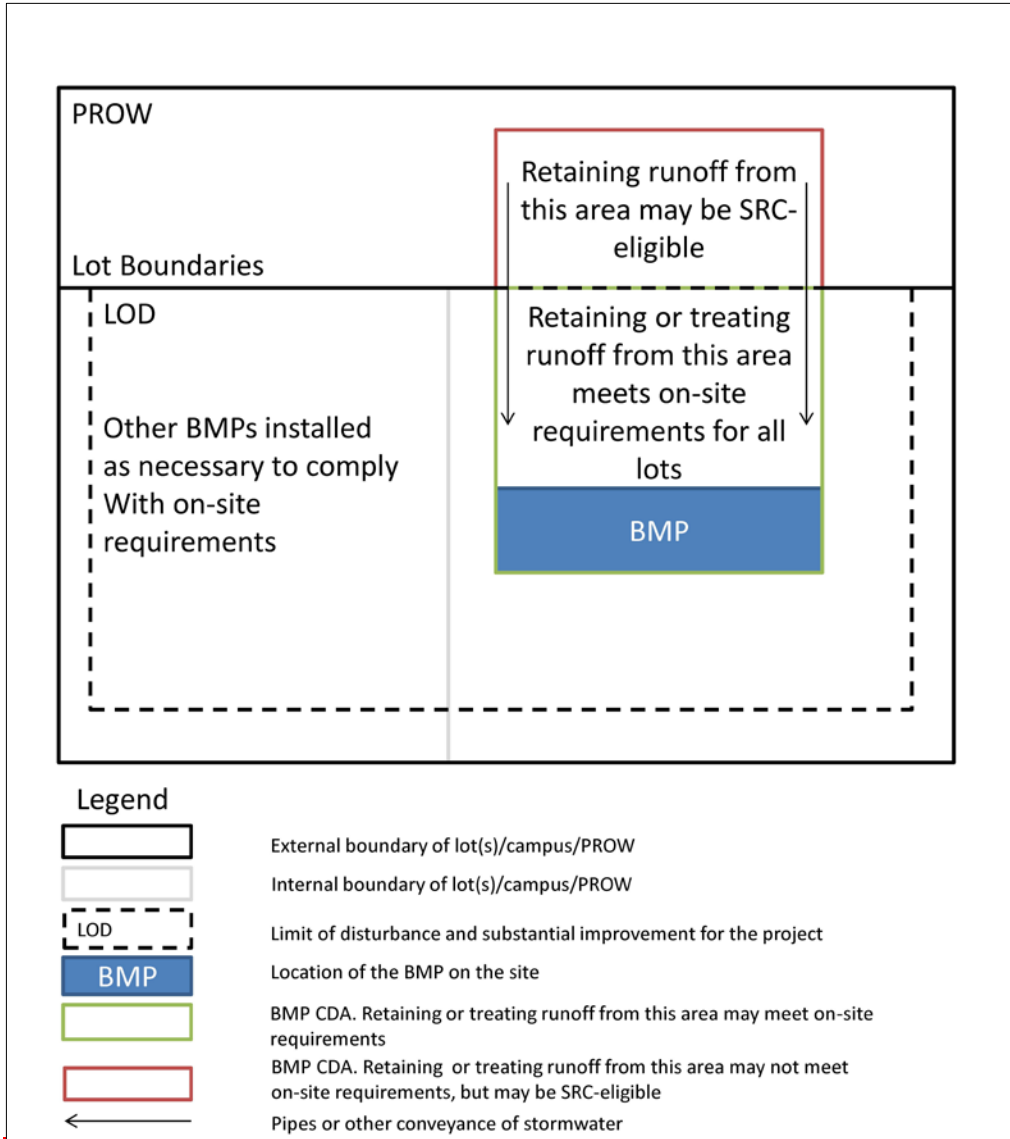 PROW
Retaining runoff from
this area may be SRC-
eligible
Lot Boundaries
LOD
Retaining or treating
runoff from this area
meets on-site
requirements for all
lots
Other BMPs installed
as necessary to comply
With on-site
requirements
BMP
Legend
External boundary of lot(s)/campus/PROW
Internal boundary of lot(s)/campus/PROW
LOD
Limit of disturbance and substantial improvement for the project
BMP
Location of the BMP on the site
BMP CDA. Retaining or treating runoff from this area may meet on-site
requirements
BMP CDA. Retaining or treating runoff from this area may not meet
on-site requirements, but may be SRC-eligible
Pipes or other conveyance of stormwater